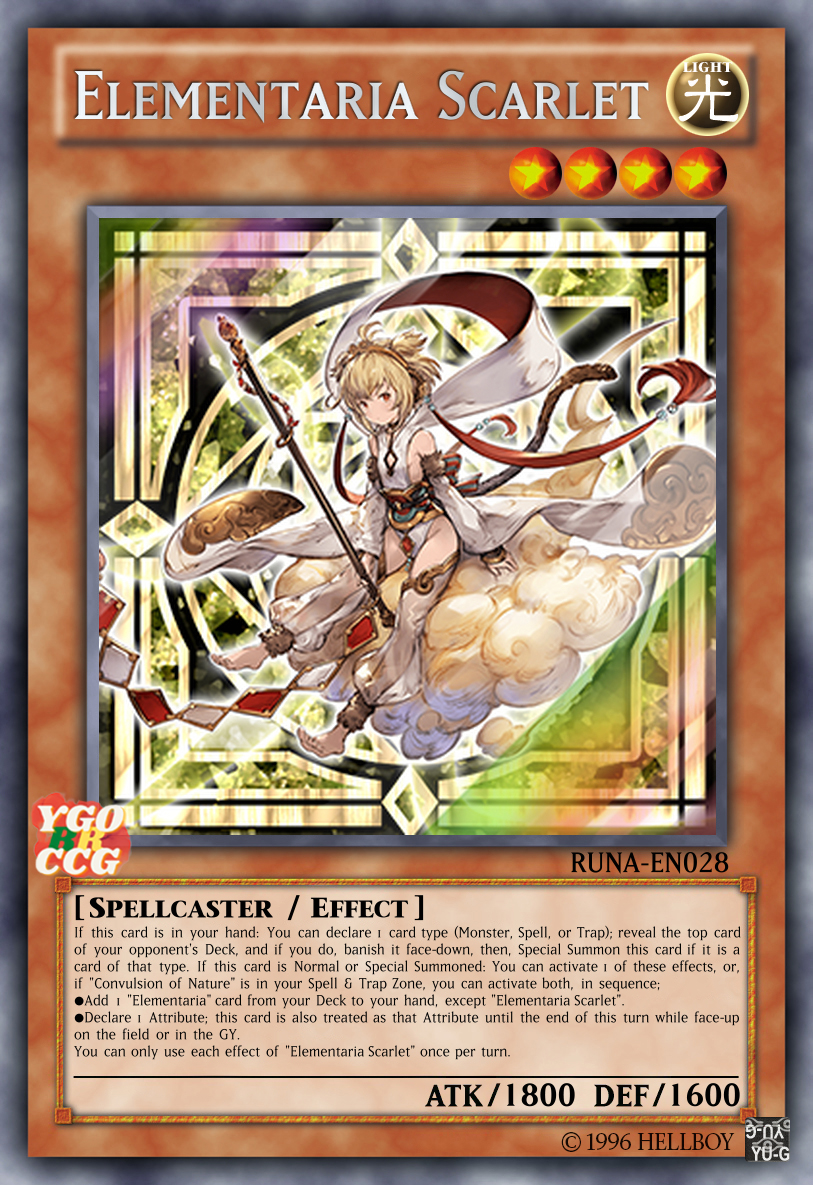 ELEMENTARIA SCARLET
LIGHT
光
YGO
RR
CCG
RUNA-EN028
[ SPELLCASTER / EFFECT ]
If this card is in your hand: You can declare 1 card type (Monster, Spell, or Trap); reveal the top card
of your opponent's Deck, and if you do, banish it face-down, then, Special Summon this card if it is a
card of that type. If this card is Normal or Special Summoned: You can activate 1 of these effects, or,
if "Convulsion of Nature" is in your Spell & Trap Zone, you can activate both, in sequence;
●Add 1 "Elementaria" card from your Deck to your hand, except "Elementaria Scarlet".
●Declare 1 Attribute; this card is also treated as that Attribute until the end of this turn while face-up
on the field or in the GY.
You can only use each effect of "Elementaria Scarlet" once per turn.
ATK/1800 DEF/1600
© 1996 HELLBOY
YU-G
YU-G